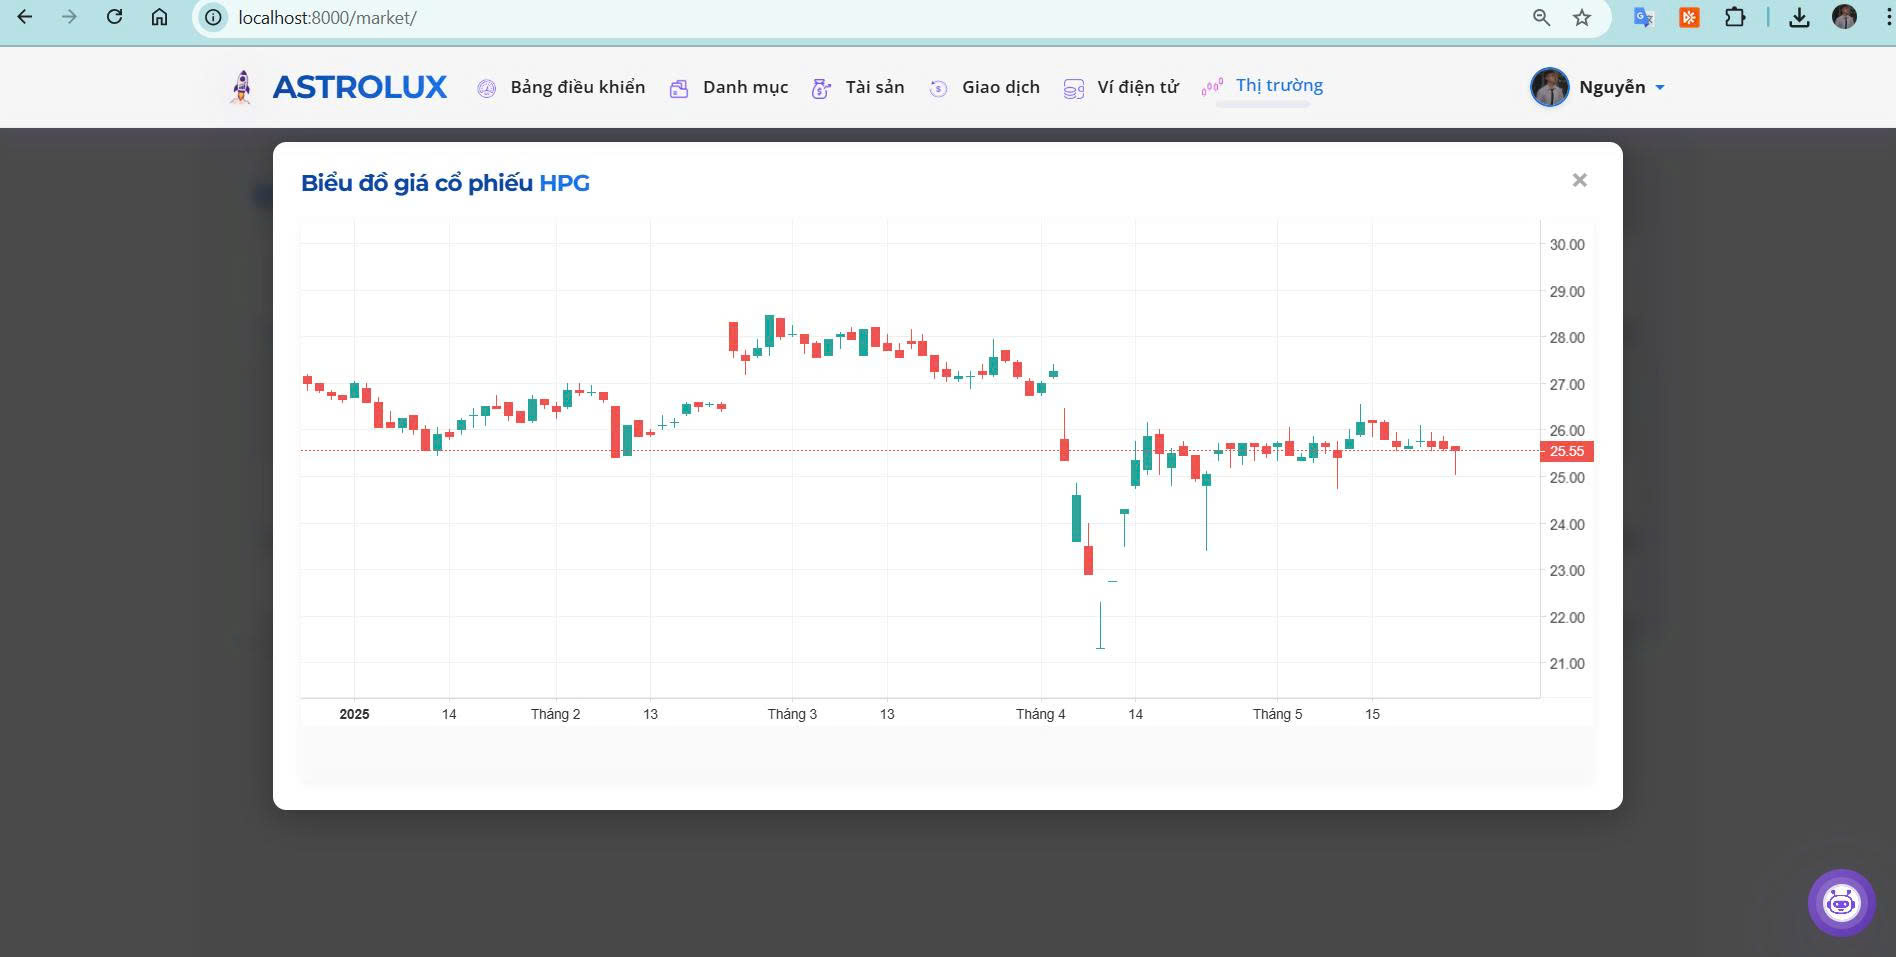 localhost:8000/market/
ASTROLUX Bảng điều khiển Danh mục Tài sản Giao dịch Ví điện tử Thị trường Nguyễn
Biểu đồ giá cổ phiếu HPG ×
30.00
29.00
28.00
27.00
26.00
25.55
25.00
24.00
23.00
22.00
21.00
2025 14 Tháng 2 13 Tháng 3 13 Tháng 4 14 Tháng 5 15